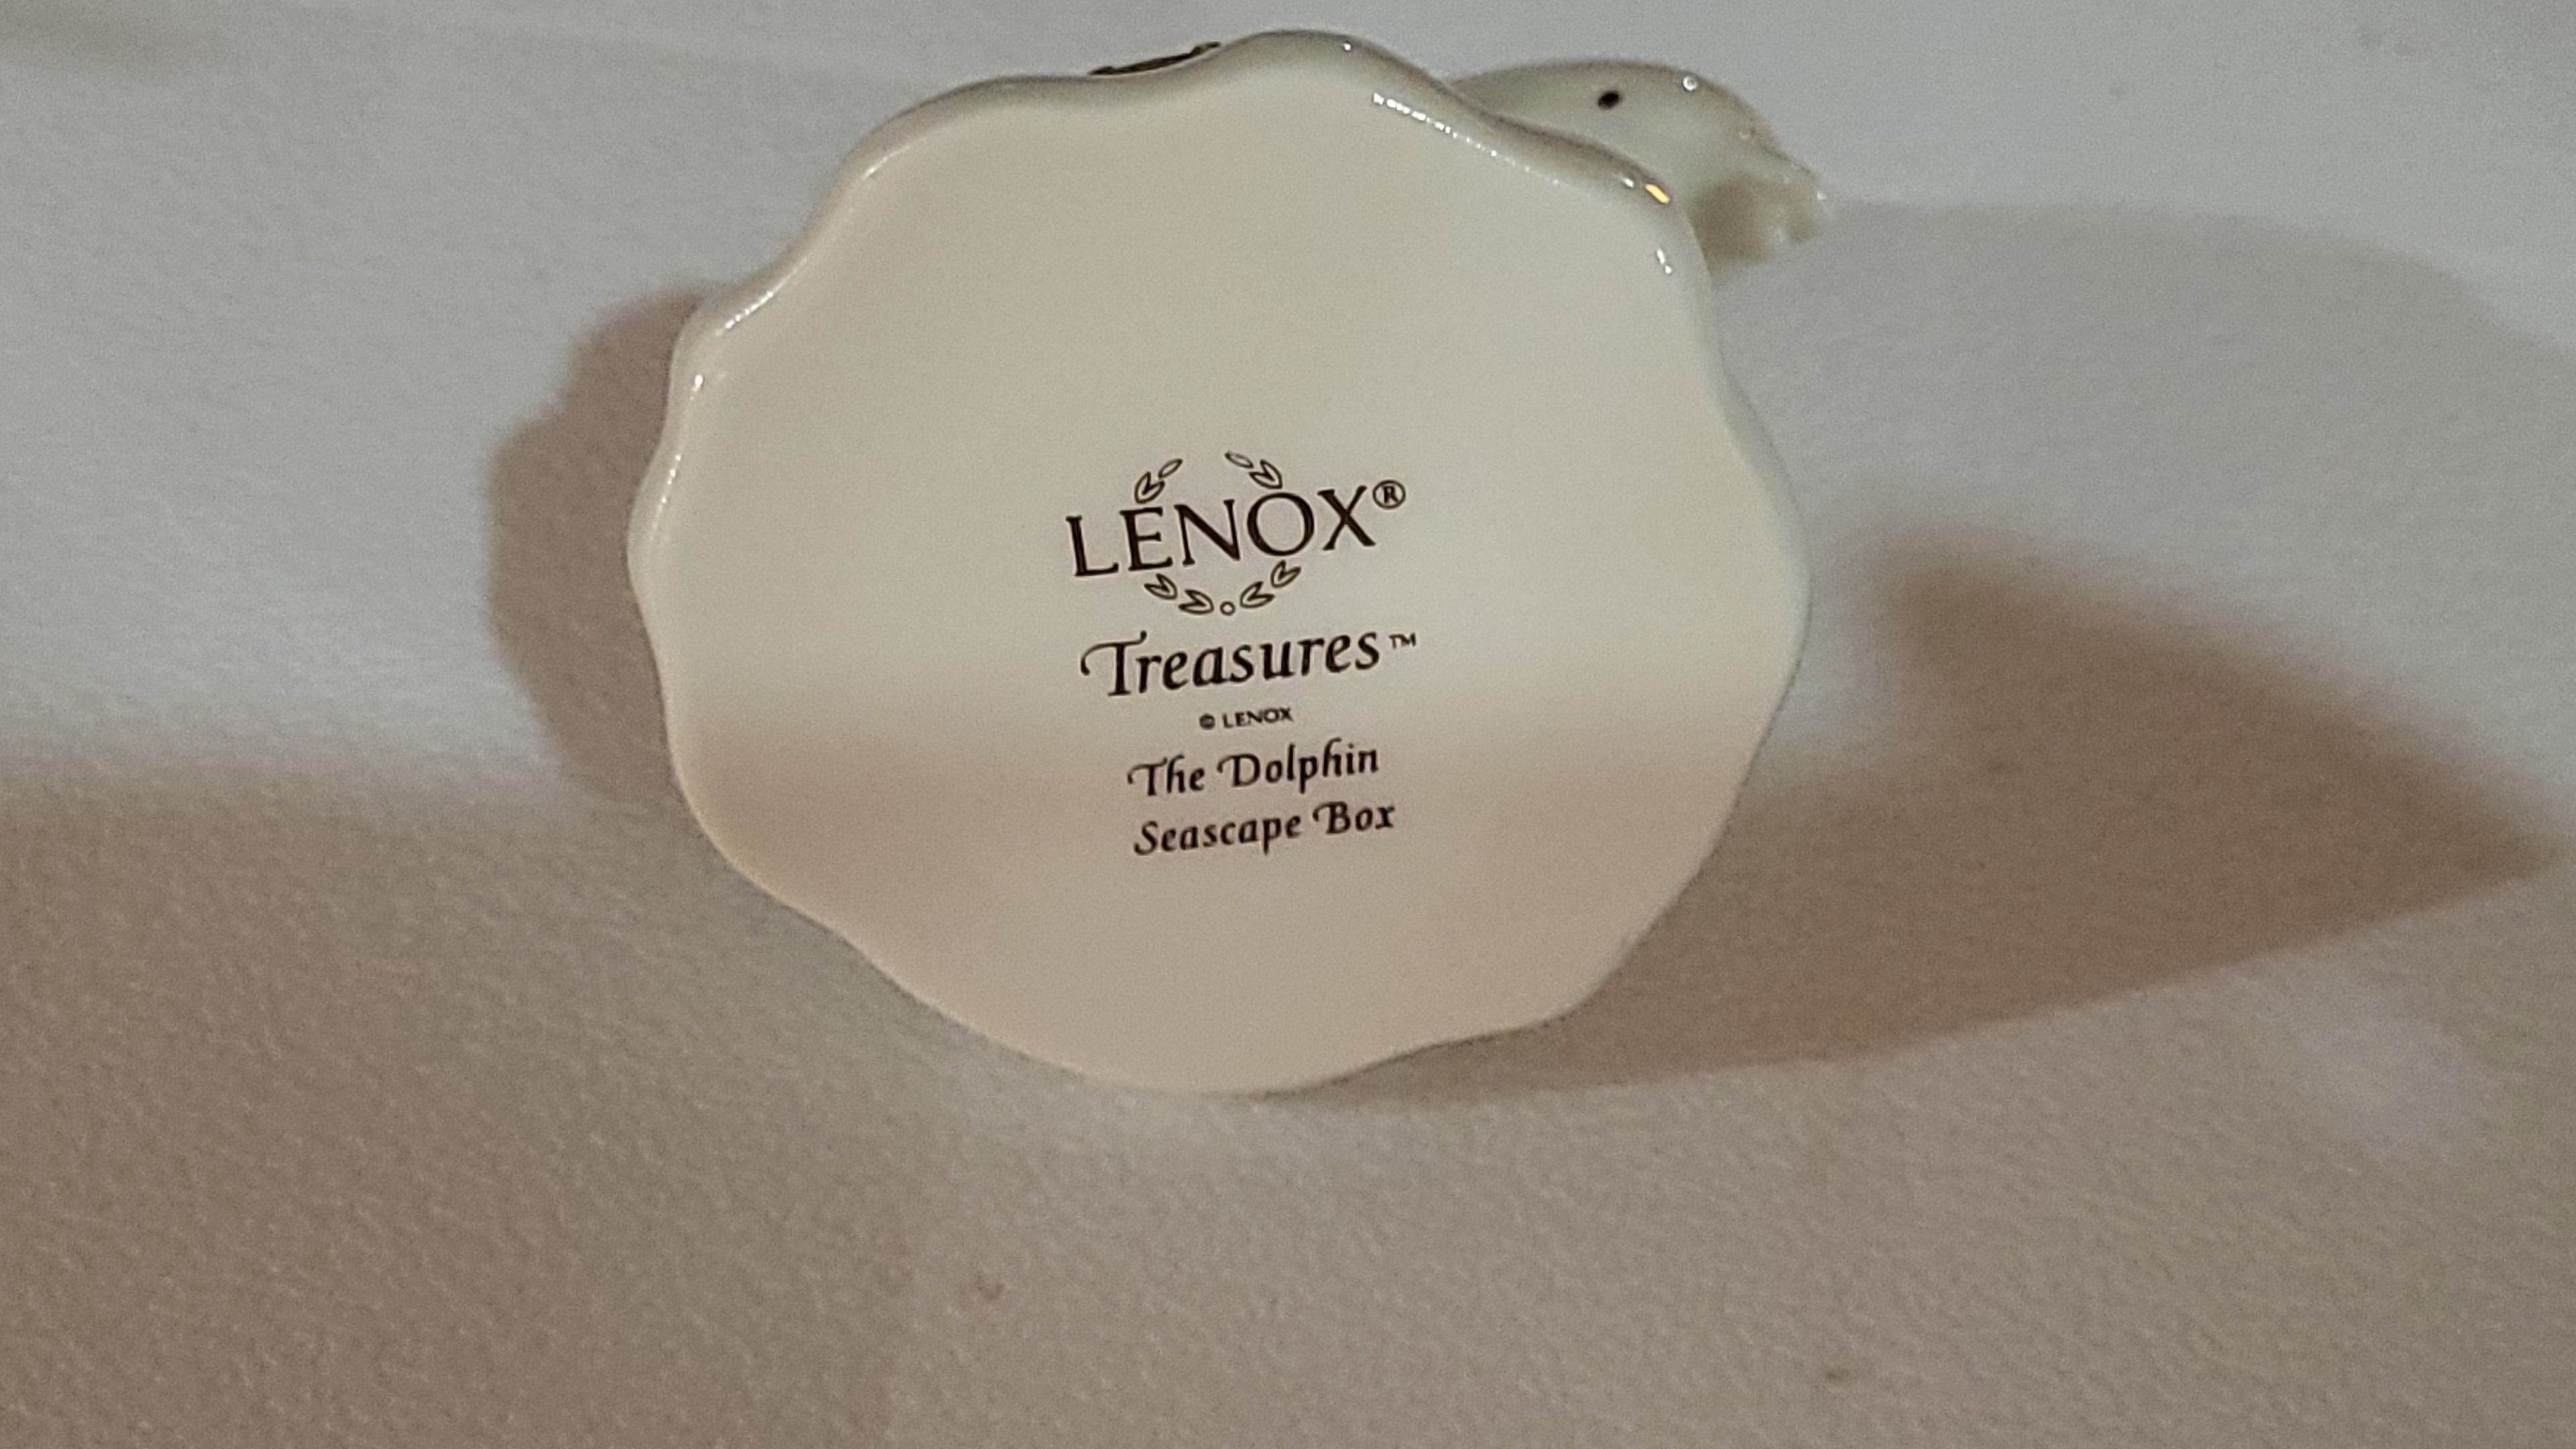 LENOX®
Treasures™
© LENOX
The Dolphin
Seascape Box